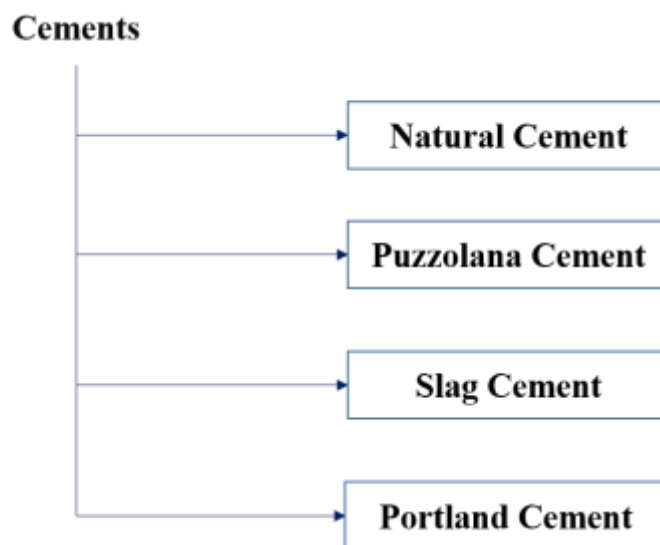 Cements
Natural Cement
Puzzolana Cement
Slag Cement
Portland Cement